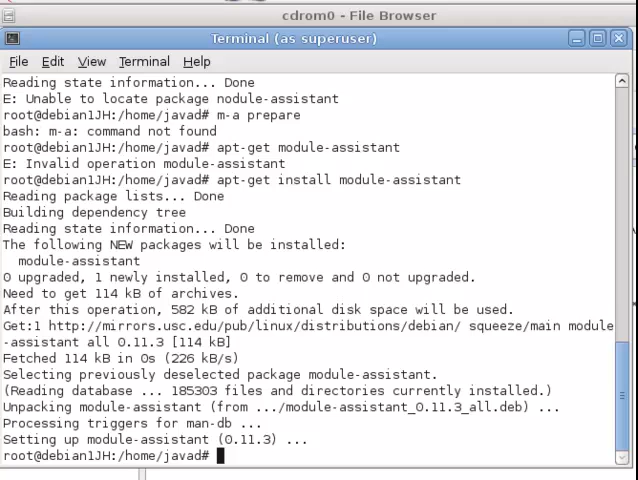 cdrom0 - File Browser
Terminal (as superuser)
File Edit View Terminal Help
Reading state information... Done
E: Unable to locate package nodule-assistant
root@debian1JH:/home/javad# m-a prepare
bash: m-a: command not found
root@debian1JH:/home/javad# apt-get module-assistant
E: Invalid operation module-assistant
root@debian1JH:/home/javad# apt-get install module-assistant
Reading package lists... Done
Building dependency tree
Reading state information... Done
The following NEW packages will be installed:
  module-assistant
0 upgraded, 1 newly installed, 0 to remove and 0 not upgraded.
Need to get 114 kB of archives.
After this operation, 582 kB of additional disk space will be used.
Get:1 http://mirrors.usc.edu/pub/linux/distributions/debian/ squeeze/main module
-assistant all 0.11.3 [114 kB]
Fetched 114 kB in 0s (226 kB/s)
Selecting previously deselected package module-assistant.
(Reading database ... 185303 files and directories currently installed.)
Unpacking module-assistant (from .../module-assistant_0.11.3_all.deb) ...
Processing triggers for man-db ...
Setting up module-assistant (0.11.3) ...
root@debian1JH:/home/javad#